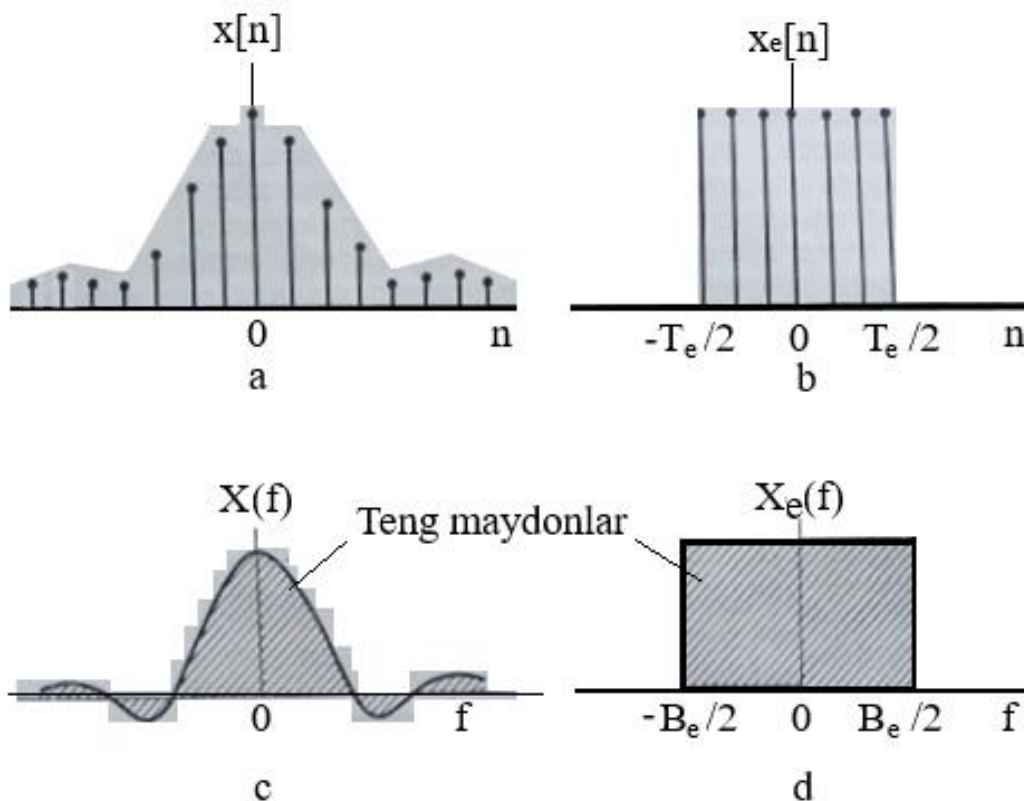 x[n]
xₑ[n]
0 n
-Tₑ/2 0 Tₑ/2 n
a
b
X(f)
Xₑ(f)
Teng maydonlar
0 f
-Bₑ/2 0 Bₑ/2 f
c
d